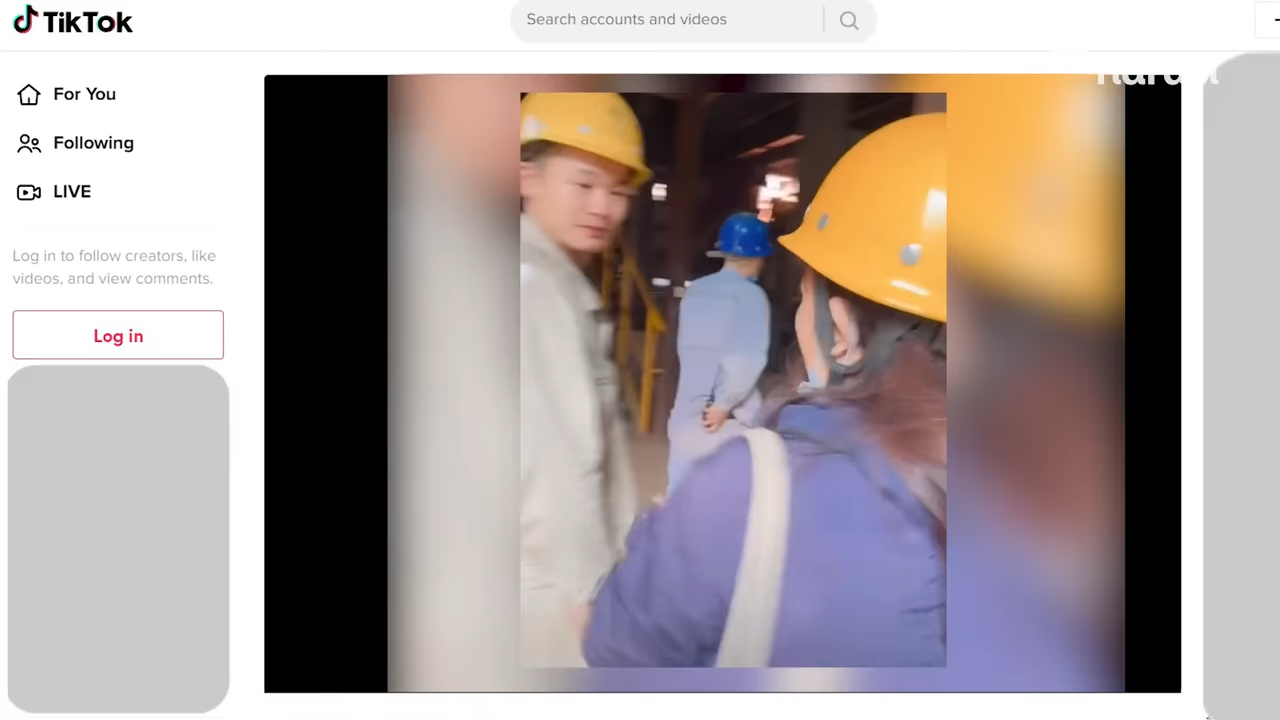 TikTok
Search accounts and videos
For You
Following
LIVE
Log in to follow creators, like
videos, and view comments.
Log in